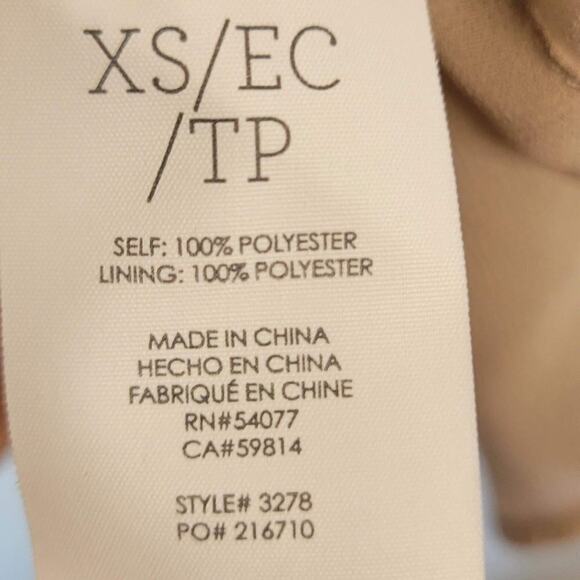 XS/EC
/TP
SELF: 100% POLYESTER
LINING: 100% POLYESTER
MADE IN CHINA
HECHO EN CHINA
FABRIQUÉ EN CHINE
RN#54077
CA#59814
STYLE# 3278
PO# 216710